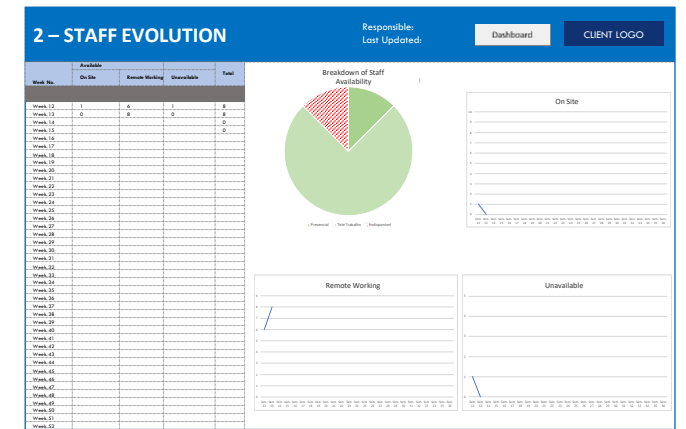 2 – STAFF EVOLUTION
Responsible:
Last Updated:
Dashboard
CLIENT LOGO
Available
Week No. On Site Remote Working Unavailable Total
Week. 12 1 6 1 8
Week. 13 0 8 0 8
Week. 14 0
Week. 15 0
Week. 16
Week. 17
Week. 18
Week. 19
Week. 20
Week. 21
Week. 22
Week. 23
Week. 24
Week. 25
Week. 26
Week. 27
Week. 28
Week. 29
Week. 30
Week. 31
Week. 32
Week. 33
Week. 34
Week. 35
Week. 36
Week. 37
Week. 38
Week. 39
Week. 40
Week. 41
Week. 42
Week. 43
Week. 44
Week. 45
Week. 46
Week. 47
Week. 48
Week. 49
Week. 50
Week. 51
Week. 52
Breakdown of Staff
Availability
On Site
Remote Working
Unavailable